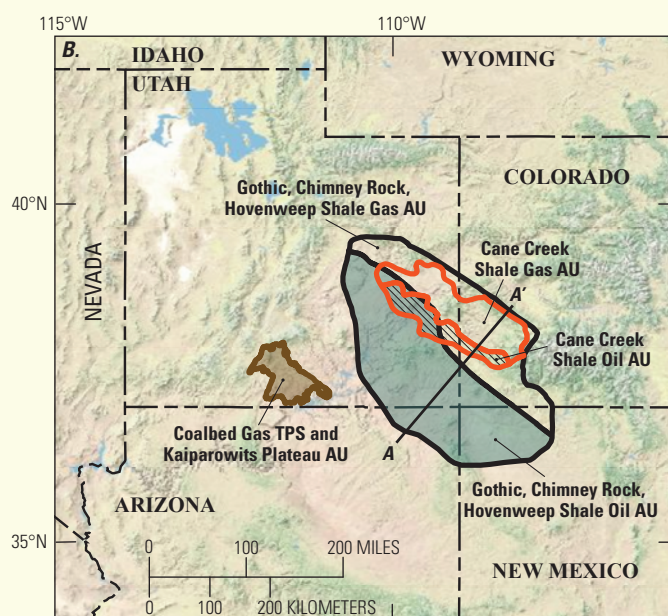 115°W
110°W
B.
IDAHO
UTAH
WYOMING
40°N
Gothic, Chimney Rock,
Hovenweep Shale Gas AU
COLORADO
Cane Creek
Shale Gas AU
NEVADA
A′
Cane Creek
Shale Oil AU
Coalbed Gas TPS and
Kaiparowits Plateau AU
A
Gothic, Chimney Rock,
Hovenweep Shale Oil AU
ARIZONA
35°N
0 100 200 MILES
0 100 200 KILOMETERS
NEW MEXICO